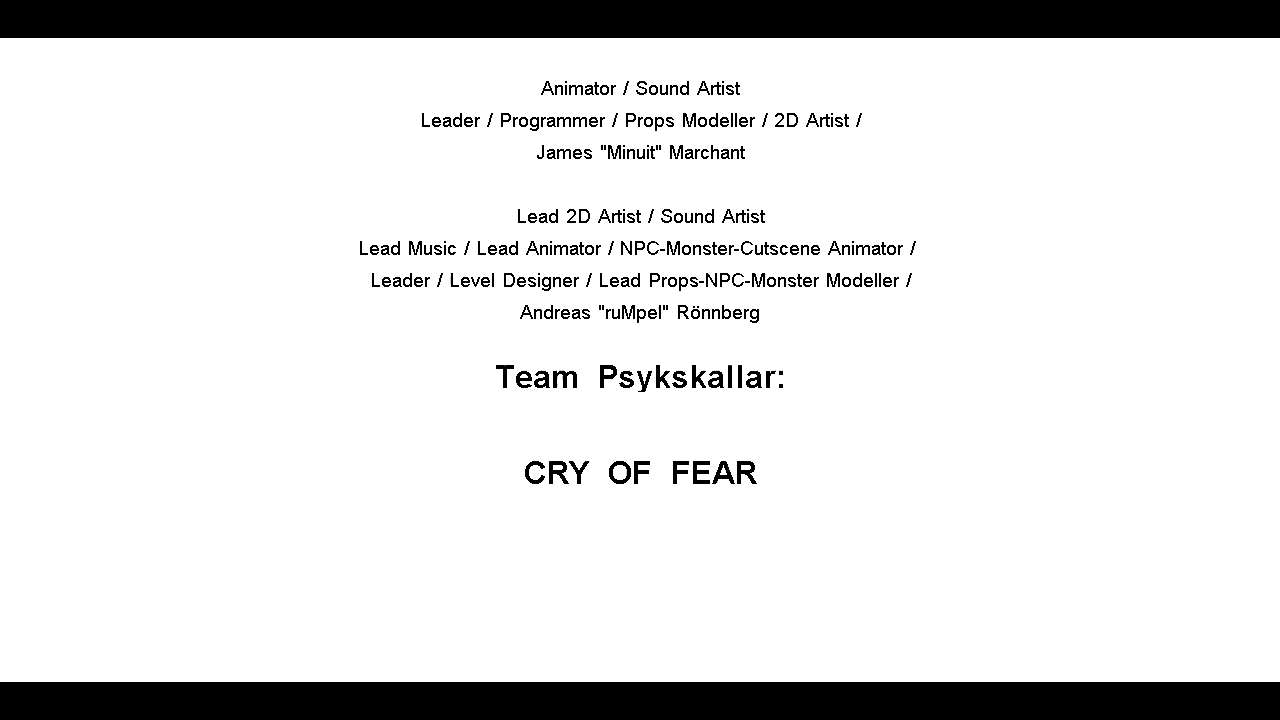 Animator / Sound Artist
Leader / Programmer / Props Modeller / 2D Artist /
James "Minuit" Marchant
Lead 2D Artist / Sound Artist
Lead Music / Lead Animator / NPC-Monster-Cutscene Animator /
Leader / Level Designer / Lead Props-NPC-Monster Modeller /
Andreas "ruMpel" Rönnberg
Team Psykskallar:
CRY OF FEAR